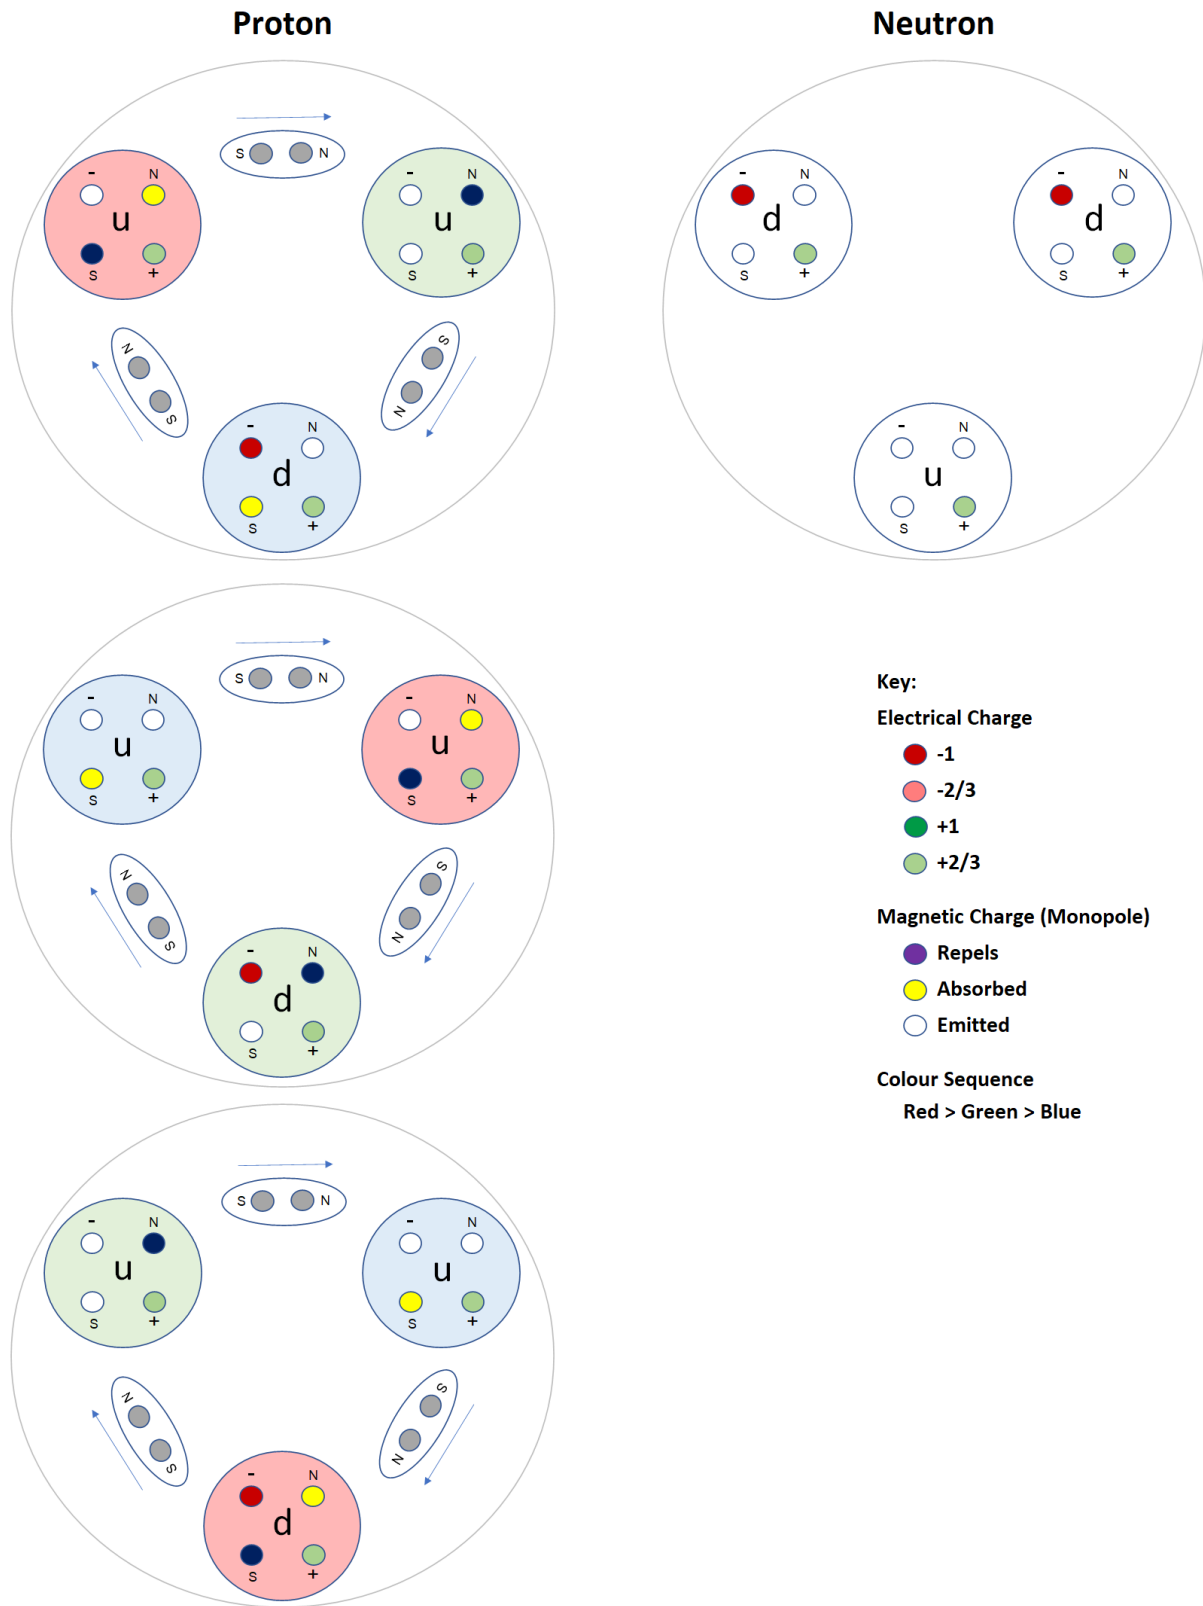 Proton
Neutron
- N
u
S +
S N
- N
u
S +
- N
d
S +
- N
d
S +
N
S
S
N
- N
d
S +
- N
u
S +
S N
- N
u
S +
- N
u
S +
N
S
S
N
- N
d
S +
Key:
Electrical Charge
-1
-2/3
+1
+2/3
Magnetic Charge (Monopole)
Repels
Absorbed
Emitted
Colour Sequence
Red > Green > Blue
S N
- N
u
S +
- N
u
S +
N
S
S
N
- N
d
S +